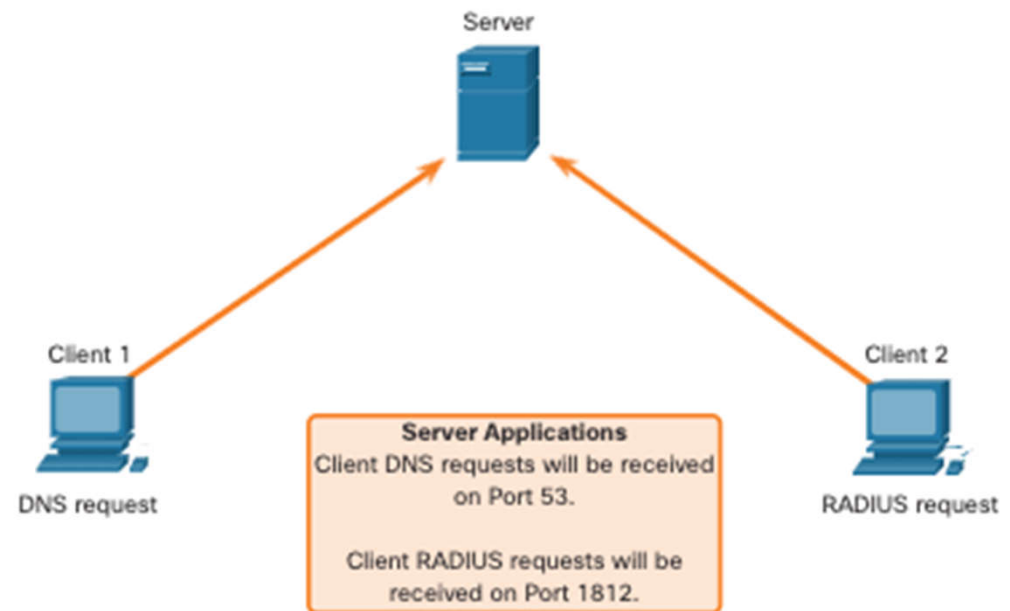 Server
Client 1
Client 2
DNS request
RADIUS request
Server Applications
Client DNS requests will be received
on Port 53.
Client RADIUS requests will be
received on Port 1812.